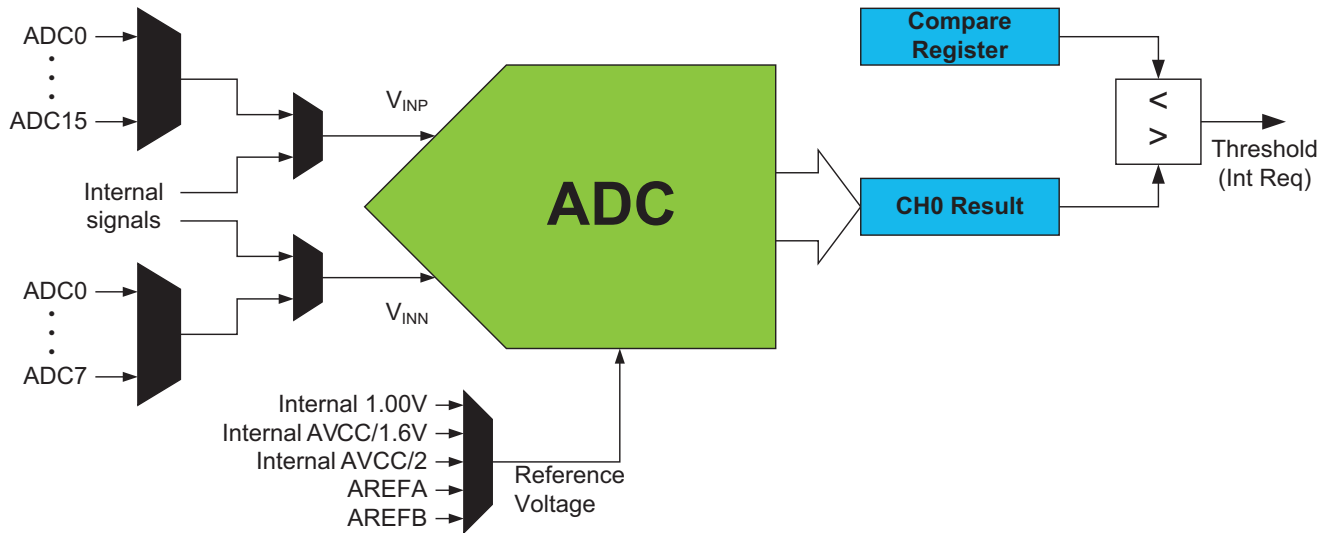 ADC0
ADC15
Internal
signals
ADC0
ADC7
V_INP
V_INN
ADC
Internal 1.00V
Internal AVCC/1.6V
Internal AVCC/2
AREFA
AREFB
Reference
Voltage
Compare
Register
CH0 Result
<
>
Threshold
(Int Req)